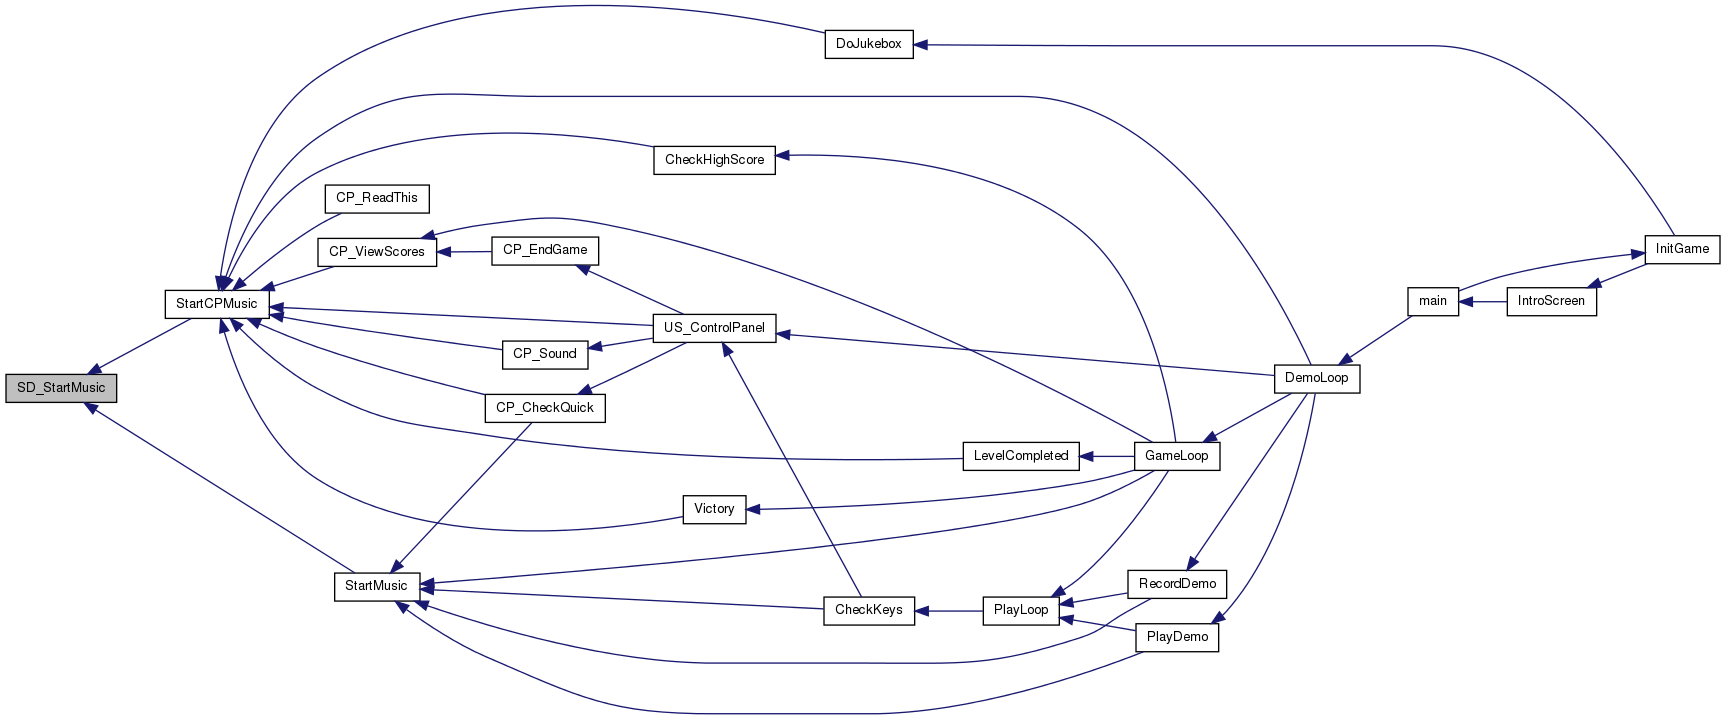 DoJukebox
CheckHighScore
CP_ReadThis
CP_ViewScores
CP_EndGame
InitGame
StartCPMusic
main
IntroScreen
US_ControlPanel
CP_Sound
SD_StartMusic
DemoLoop
CP_CheckQuick
LevelCompleted
GameLoop
Victory
StartMusic
RecordDemo
CheckKeys
PlayLoop
PlayDemo